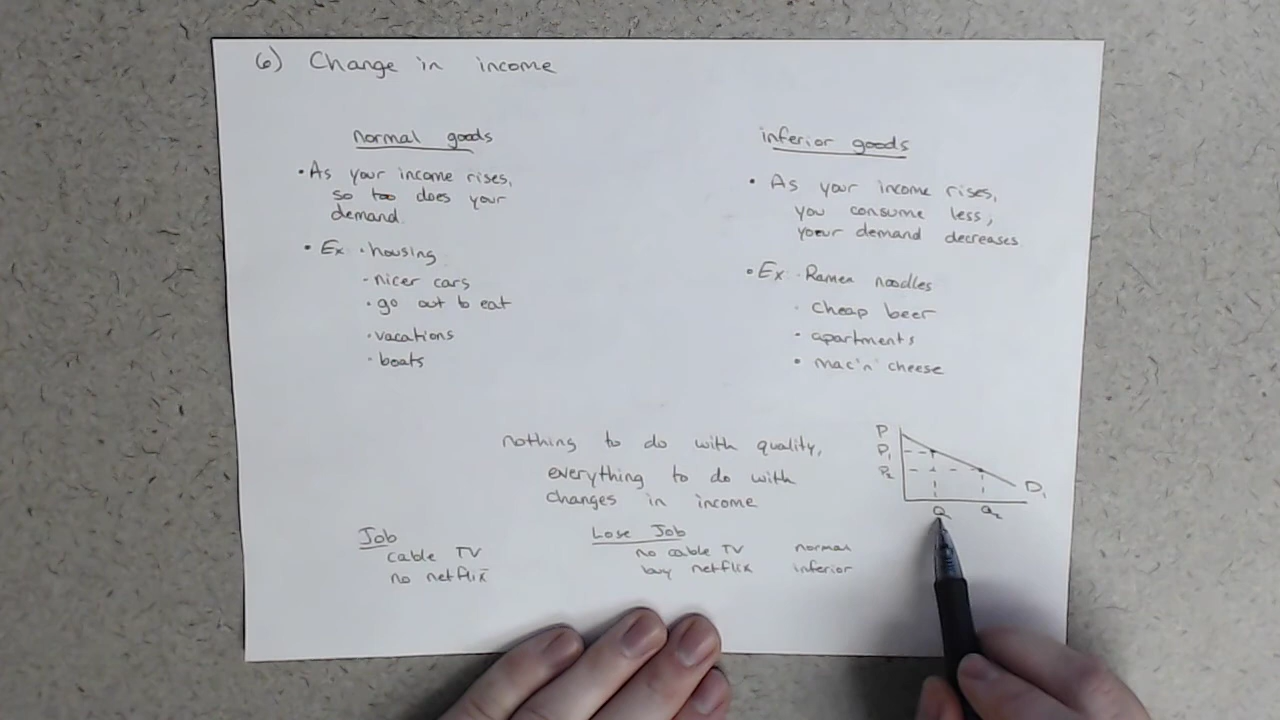 6) Change in income
normal goods
• As your income rises,
so too does your
demand.
• Ex • housing
- nicer cars
• go out to eat
• vacations
• boats
inferior goods
• As your income rises,
you consume less,
your demand decreases
• Ex • Ramen noodles
• cheap beer
• apartments
• mac'n'cheese
nothing to do with quality,
everything to do with
changes in income
P
P1
P2
D1
Q
Q2
Job
cable TV
no netflix
Lose Job
no cable TV normal
buy netflix inferior